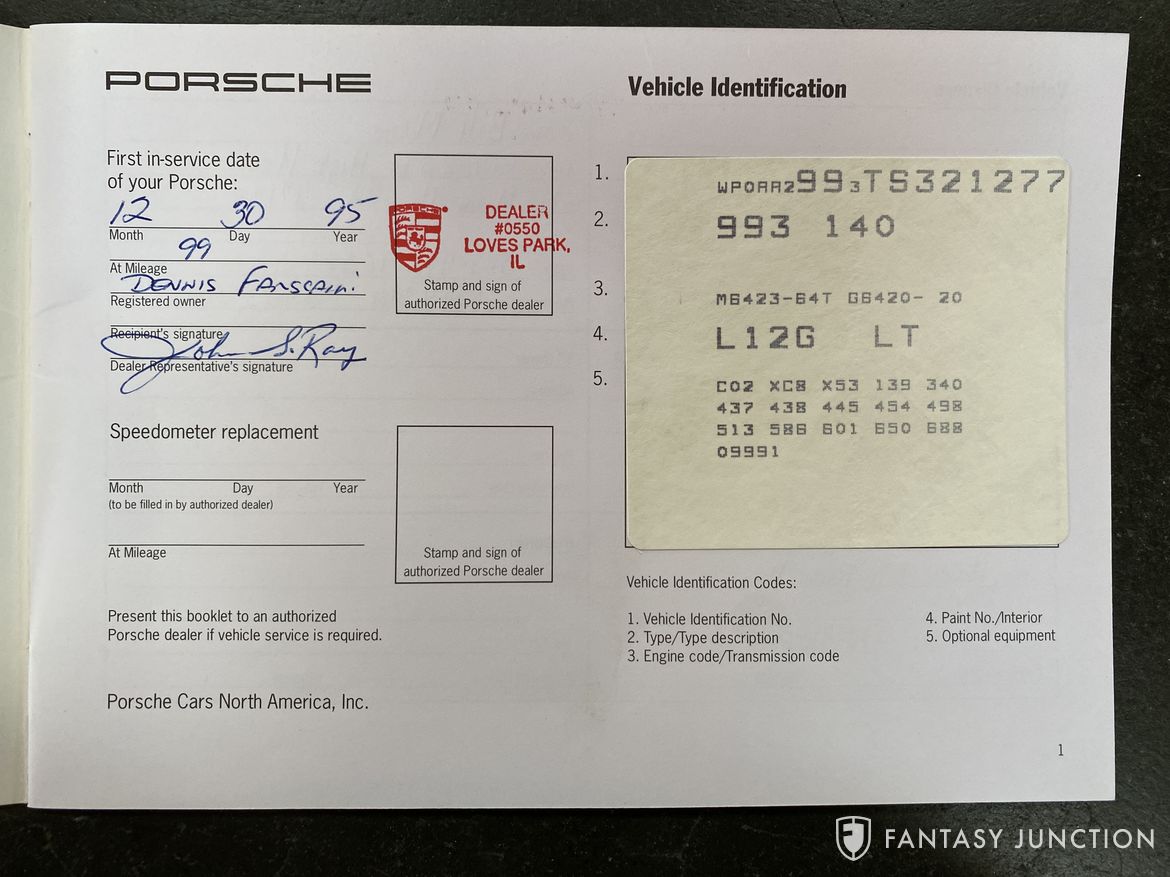 PORSCHE
First in-service date
of your Porsche:
12 30 95
Month Day Year
99
At Mileage
DENNIS
Registered owner
Recipient's signature
John S. Ray
Dealer Representative's signature
PORSCHE
DEALER
#0550
LOVES PARK,
IL
Stamp and sign of
authorized Porsche dealer
Speedometer replacement
Month Day Year
(to be filled in by authorized dealer)
At Mileage
Stamp and sign of
authorized Porsche dealer
Present this booklet to an authorized
Porsche dealer if vehicle service is required.
Porsche Cars North America, Inc.
Vehicle Identification
1. WP0AA2993TS321277
2. 993 140
3. M6423-64T G6420- 20
4. L12G LT
5. C02 XC8 X53 139 340
437 438 445 454 498
513 586 601 650 688
09991
Vehicle Identification Codes:
1. Vehicle Identification No.
2. Type/Type description
3. Engine code/Transmission code
4. Paint No./Interior
5. Optional equipment
1
FANTASY JUNCTION